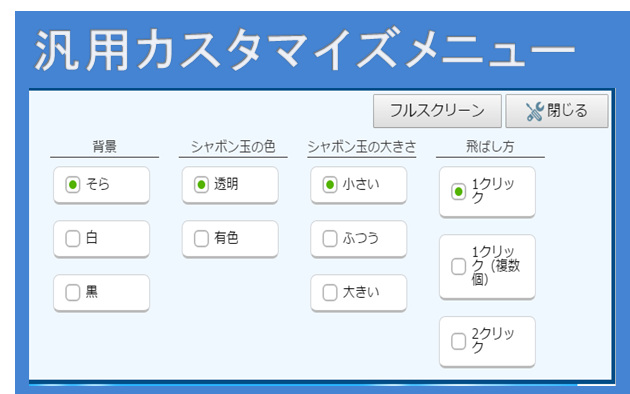 汎用カスタマイズメニュー
フルスクリーン 閉じる
背景 シャボン玉の色 シャボン玉の大きさ 飛ばし方
そら 透明 小さい 1クリッ
ク
白 有色 ふつう 1クリッ
ク（複数
個）
黒 大きい 2クリッ
ク